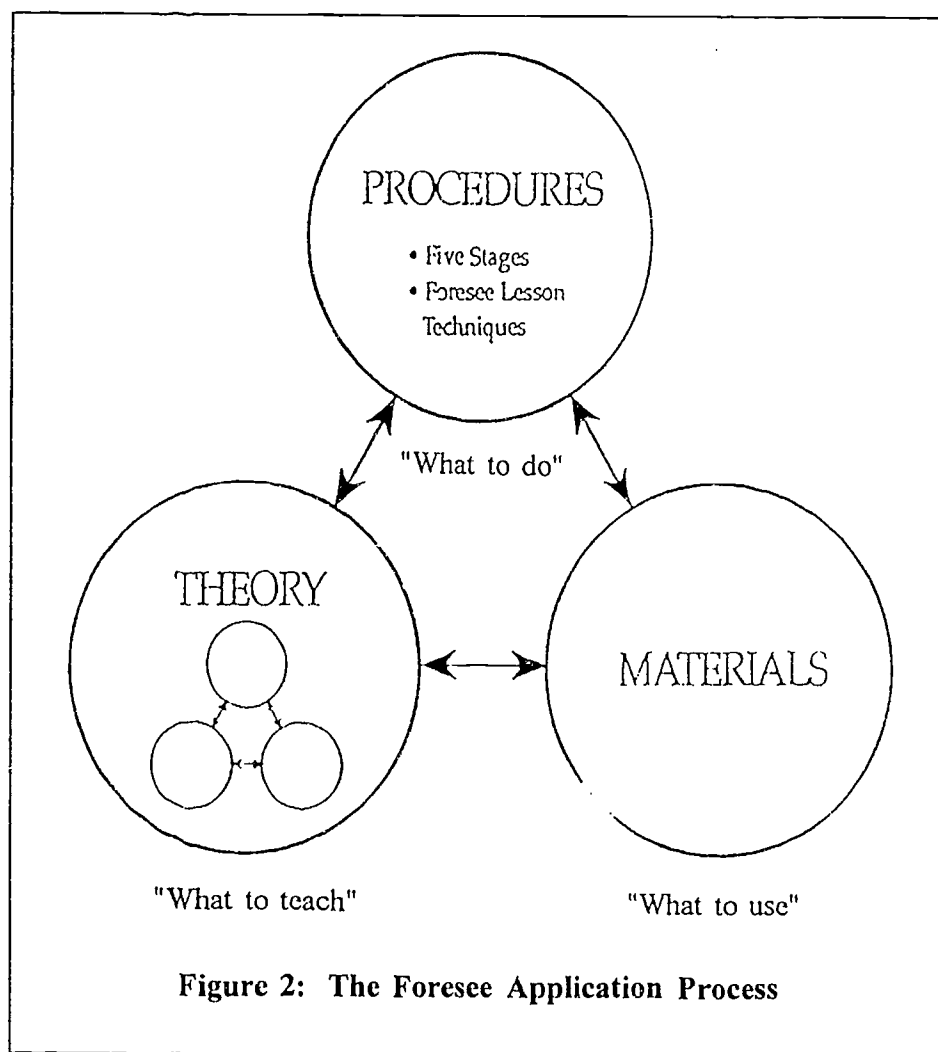 PROCEDURES
• Five Stages
• Foresee Lesson
Techniques
"What to do"
THEORY
MATERIALS
"What to teach"
"What to use"
Figure 2: The Foresee Application Process